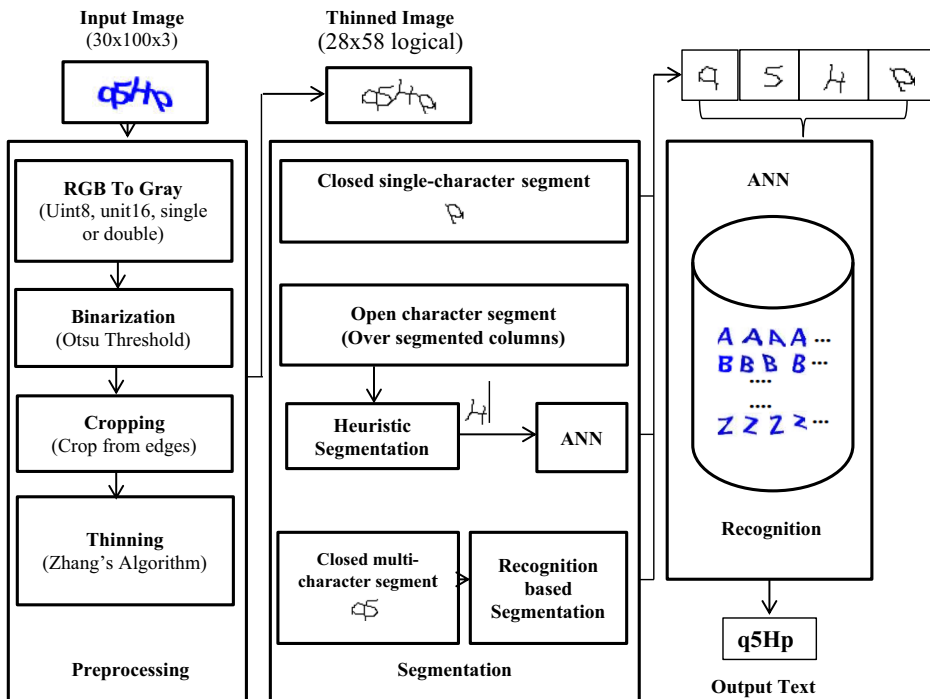 Input Image
(30x100x3)
q5Hp
RGB To Gray
(Uint8, unit16, single
or double)
Binarization
(Otsu Threshold)
Cropping
(Crop from edges)
Thinning
(Zhang's Algorithm)
Preprocessing
Thinned Image
(28x58 logical)
q5Hp
Closed single-character segment
p
Open character segment
(Over segmented columns)
Heuristic
Segmentation
H
ANN
Closed multi-
character segment
q5
Recognition
based
Segmentation
Segmentation
q 5 H p
ANN
A A A A ...
B B B B ...
....
....
Z Z Z Z ...
Recognition
q5Hp
Output Text